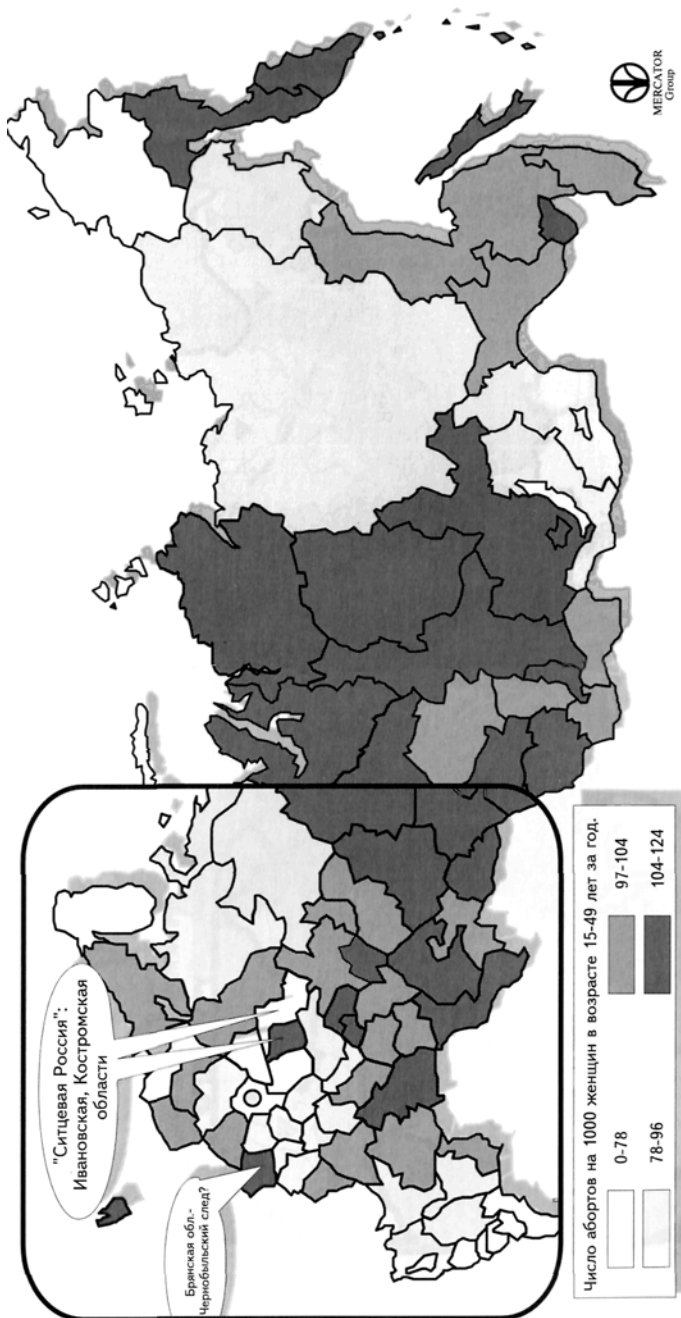 "Ситцевая Россия":
Ивановская, Костромская
области
Брянская обл.-
Чернобыльский след?
MERCATOR
Group
Число абортов на 1000 женщин в возрасте 15-49 лет за год.
0-78
97-104
78-96
104-124